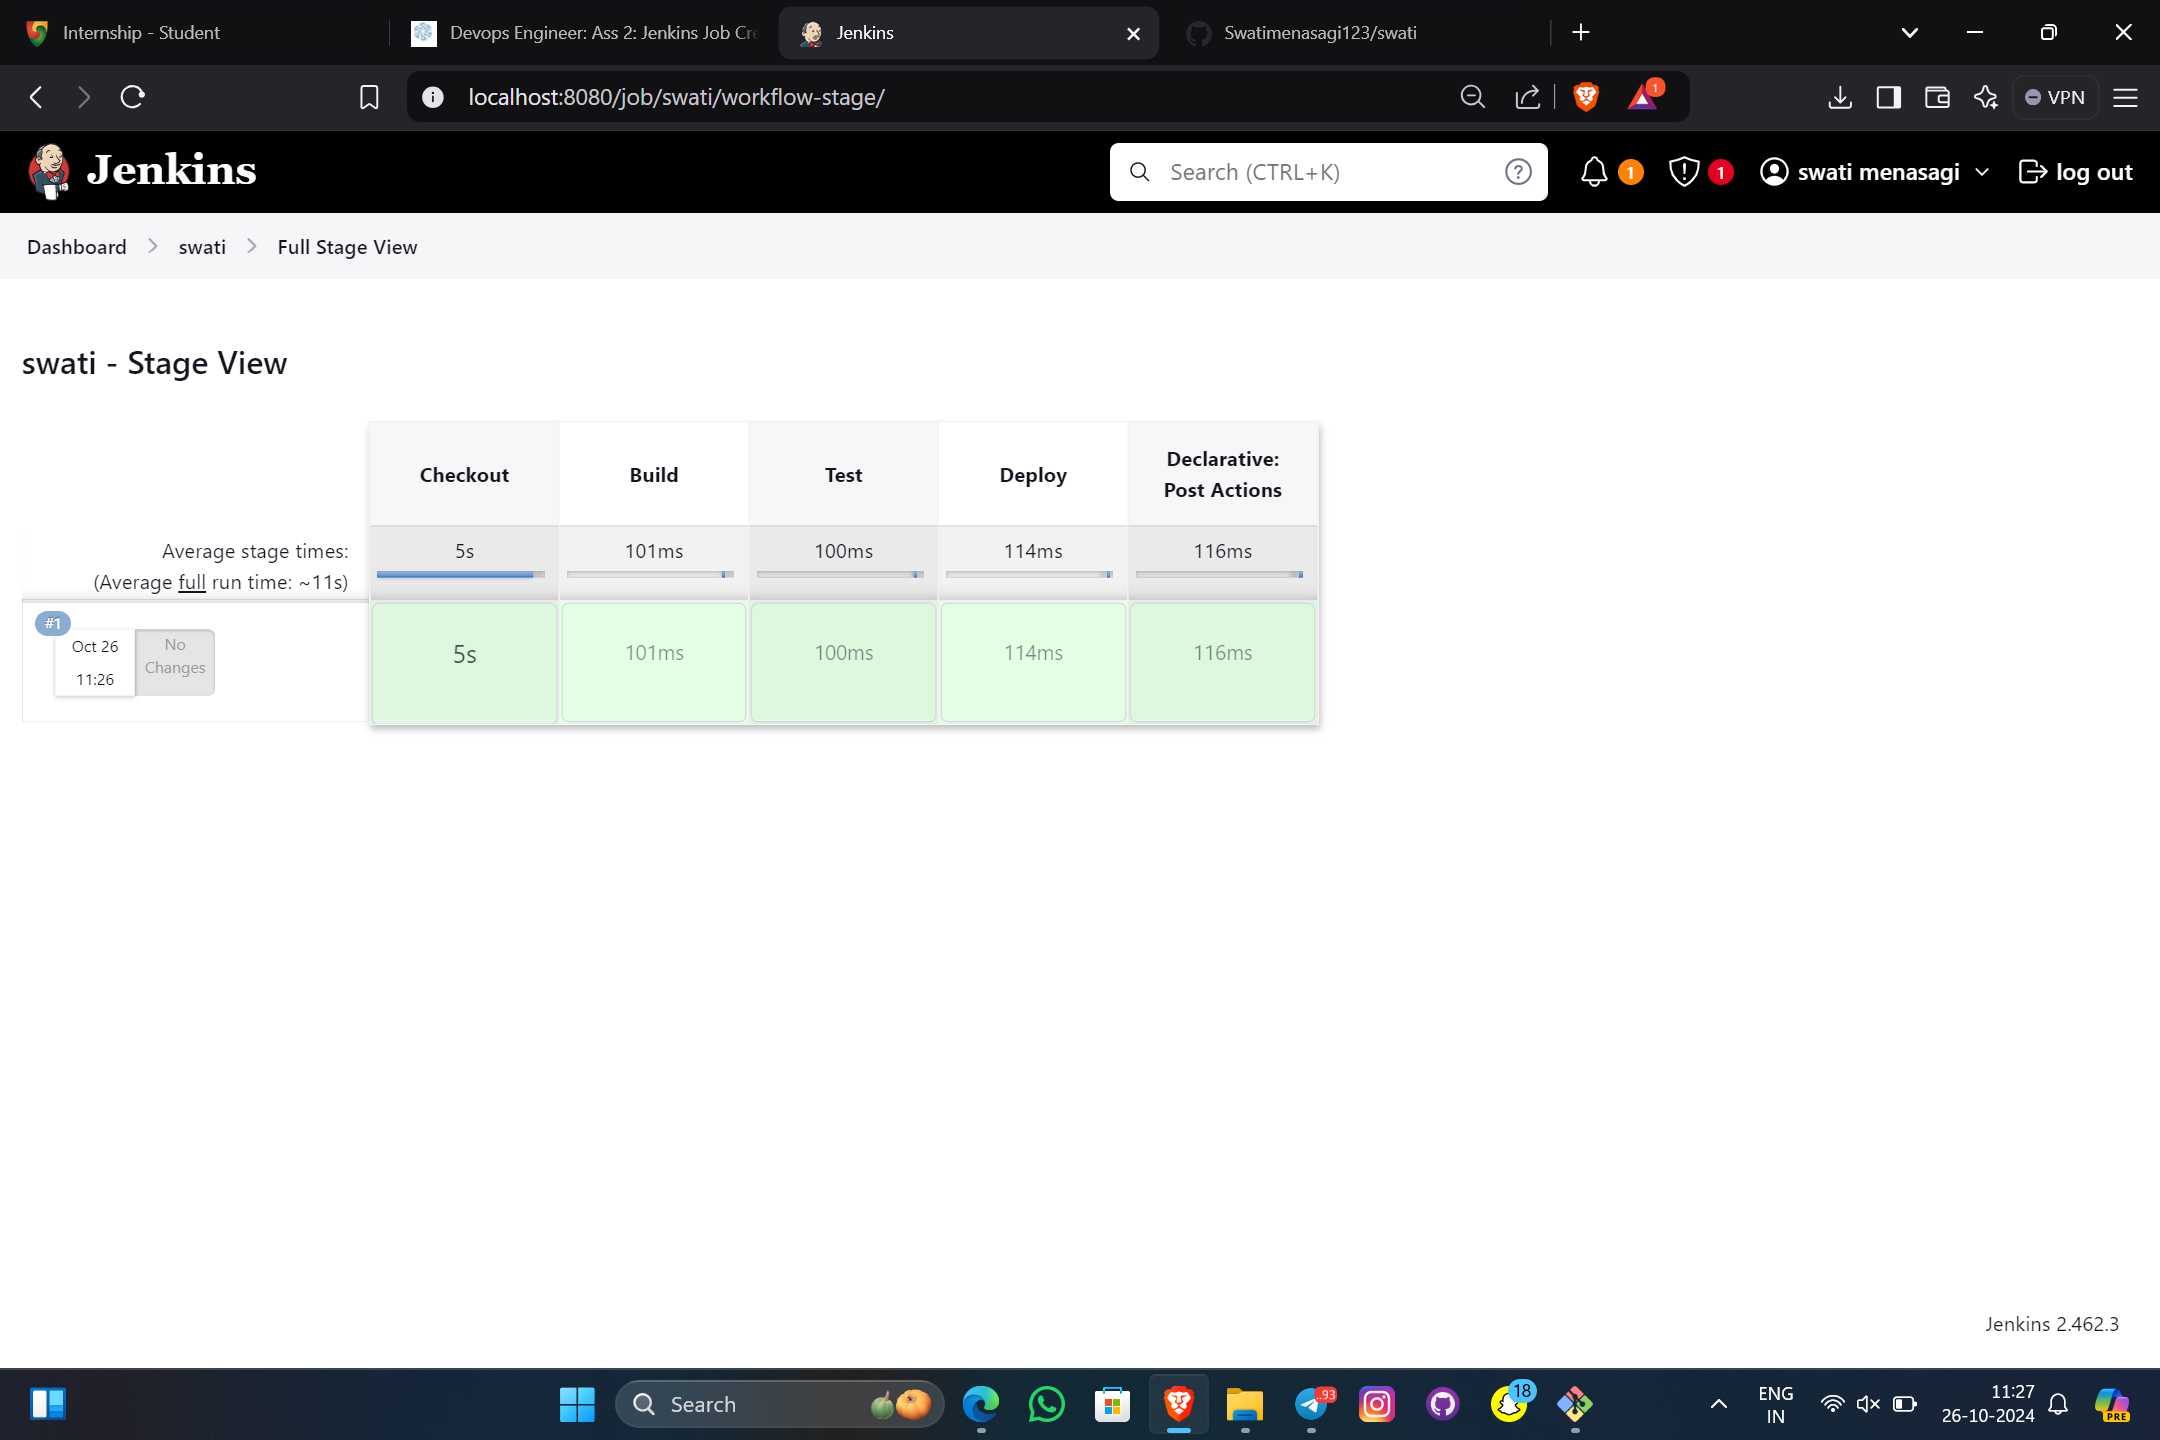 Internship - Student
Devops Engineer: Ass 2: Jenkins Job Cre
Jenkins
Swatimenasagi123/swati
localhost:8080/job/swati/workflow-stage/
1
VPN
Jenkins
Search (CTRL+K)
1
1
swati menasagi
log out
Dashboard
swati
Full Stage View
swati - Stage View
Checkout
Build
Test
Deploy
Declarative:
Post Actions
Average stage times:
5s
101ms
100ms
114ms
116ms
(Average full run time: ~11s)
#1
Oct 26
11:26
No
Changes
5s
101ms
100ms
114ms
116ms
Jenkins 2.462.3
Search
..93
18
ENG
IN
11:27
26-10-2024
PRE